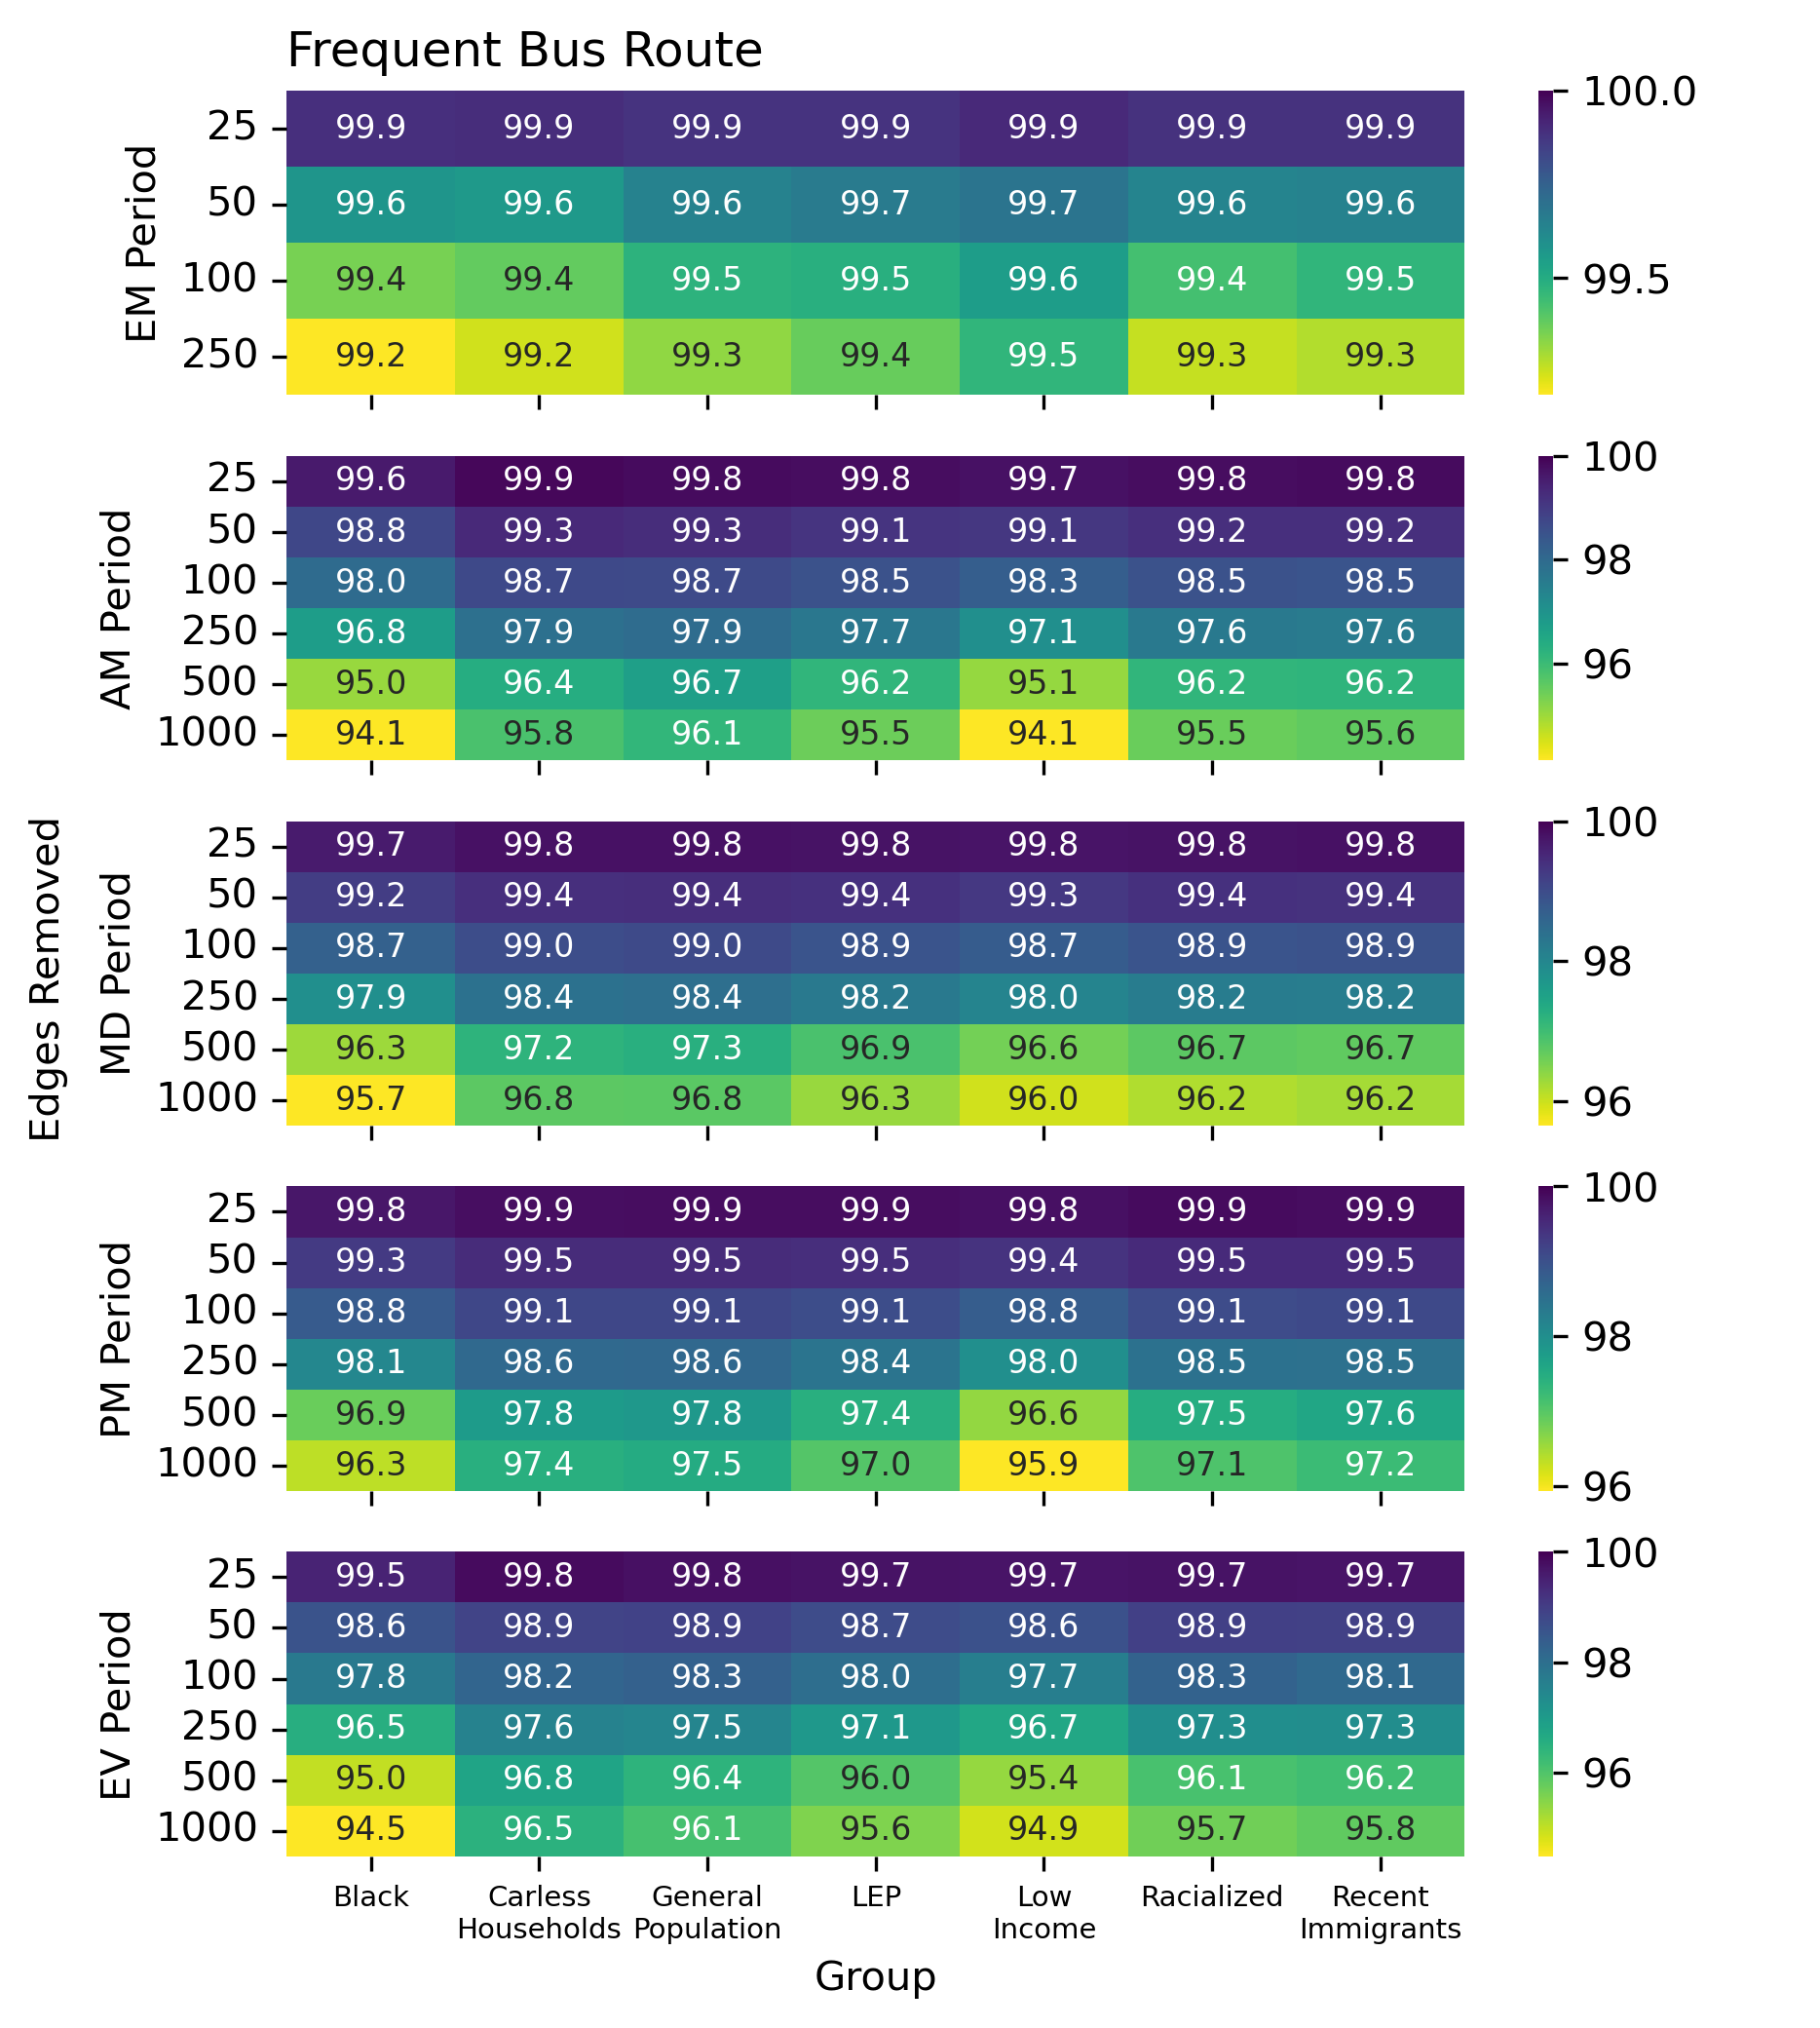 Frequent Bus Route
Edges Removed
EM Period
25 99.9 99.9 99.9 99.9 99.9 99.9 99.9
50 99.6 99.6 99.6 99.7 99.7 99.6 99.6
100 99.4 99.4 99.5 99.5 99.6 99.4 99.5
250 99.2 99.2 99.3 99.4 99.5 99.3 99.3
100.0
99.5
AM Period
25 99.6 99.9 99.8 99.8 99.7 99.8 99.8
50 98.8 99.3 99.3 99.1 99.1 99.2 99.2
100 98.0 98.7 98.7 98.5 98.3 98.5 98.5
250 96.8 97.9 97.9 97.7 97.1 97.6 97.6
500 95.0 96.4 96.7 96.2 95.1 96.2 96.2
1000 94.1 95.8 96.1 95.5 94.1 95.5 95.6
100
98
96
MD Period
25 99.7 99.8 99.8 99.8 99.8 99.8 99.8
50 99.2 99.4 99.4 99.4 99.3 99.4 99.4
100 98.7 99.0 99.0 98.9 98.7 98.9 98.9
250 97.9 98.4 98.4 98.2 98.0 98.2 98.2
500 96.3 97.2 97.3 96.9 96.6 96.7 96.7
1000 95.7 96.8 96.8 96.3 96.0 96.2 96.2
100
98
96
PM Period
25 99.8 99.9 99.9 99.9 99.8 99.9 99.9
50 99.3 99.5 99.5 99.5 99.4 99.5 99.5
100 98.8 99.1 99.1 99.1 98.8 99.1 99.1
250 98.1 98.6 98.6 98.4 98.0 98.5 98.5
500 96.9 97.8 97.8 97.4 96.6 97.5 97.6
1000 96.3 97.4 97.5 97.0 95.9 97.1 97.2
100
98
96
EV Period
25 99.5 99.8 99.8 99.7 99.7 99.7 99.7
50 98.6 98.9 98.9 98.7 98.6 98.9 98.9
100 97.8 98.2 98.3 98.0 97.7 98.3 98.1
250 96.5 97.6 97.5 97.1 96.7 97.3 97.3
500 95.0 96.8 96.4 96.0 95.4 96.1 96.2
1000 94.5 96.5 96.1 95.6 94.9 95.7 95.8
100
98
96
Black Carless General LEP Low Racialized Recent
Households Population Income Immigrants
Group